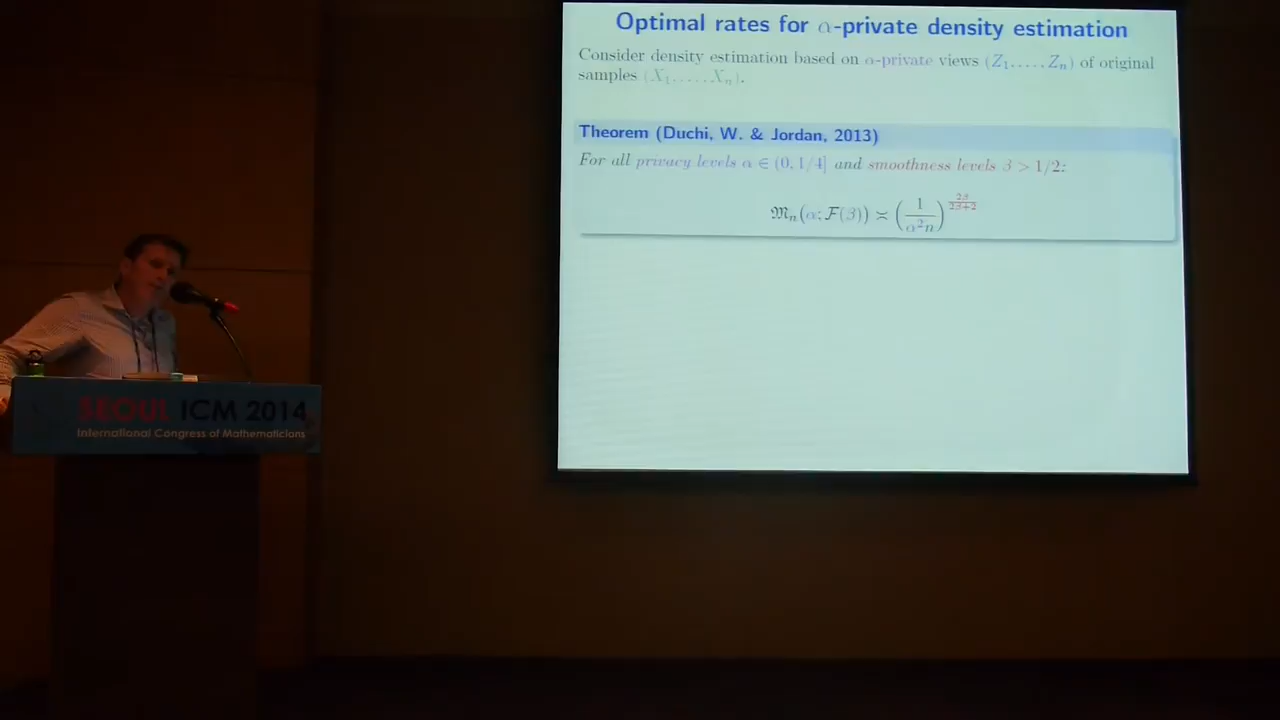 Optimal rates for α-private density estimation
Consider density estimation based on α-private views (Z₁, . . . , Zₙ) of original
samples (X₁, . . . , Xₙ).
Theorem (Duchi, W. & Jordan, 2013)
For all privacy levels α ∈ (0, 1/4] and smoothness levels β > 1/2:
𝔐ₙ(α; ℱ(β)) ≍ (1/(α²n))^(2β/(2β+2))
SEOUL ICM 2014
International Congress of Mathematicians